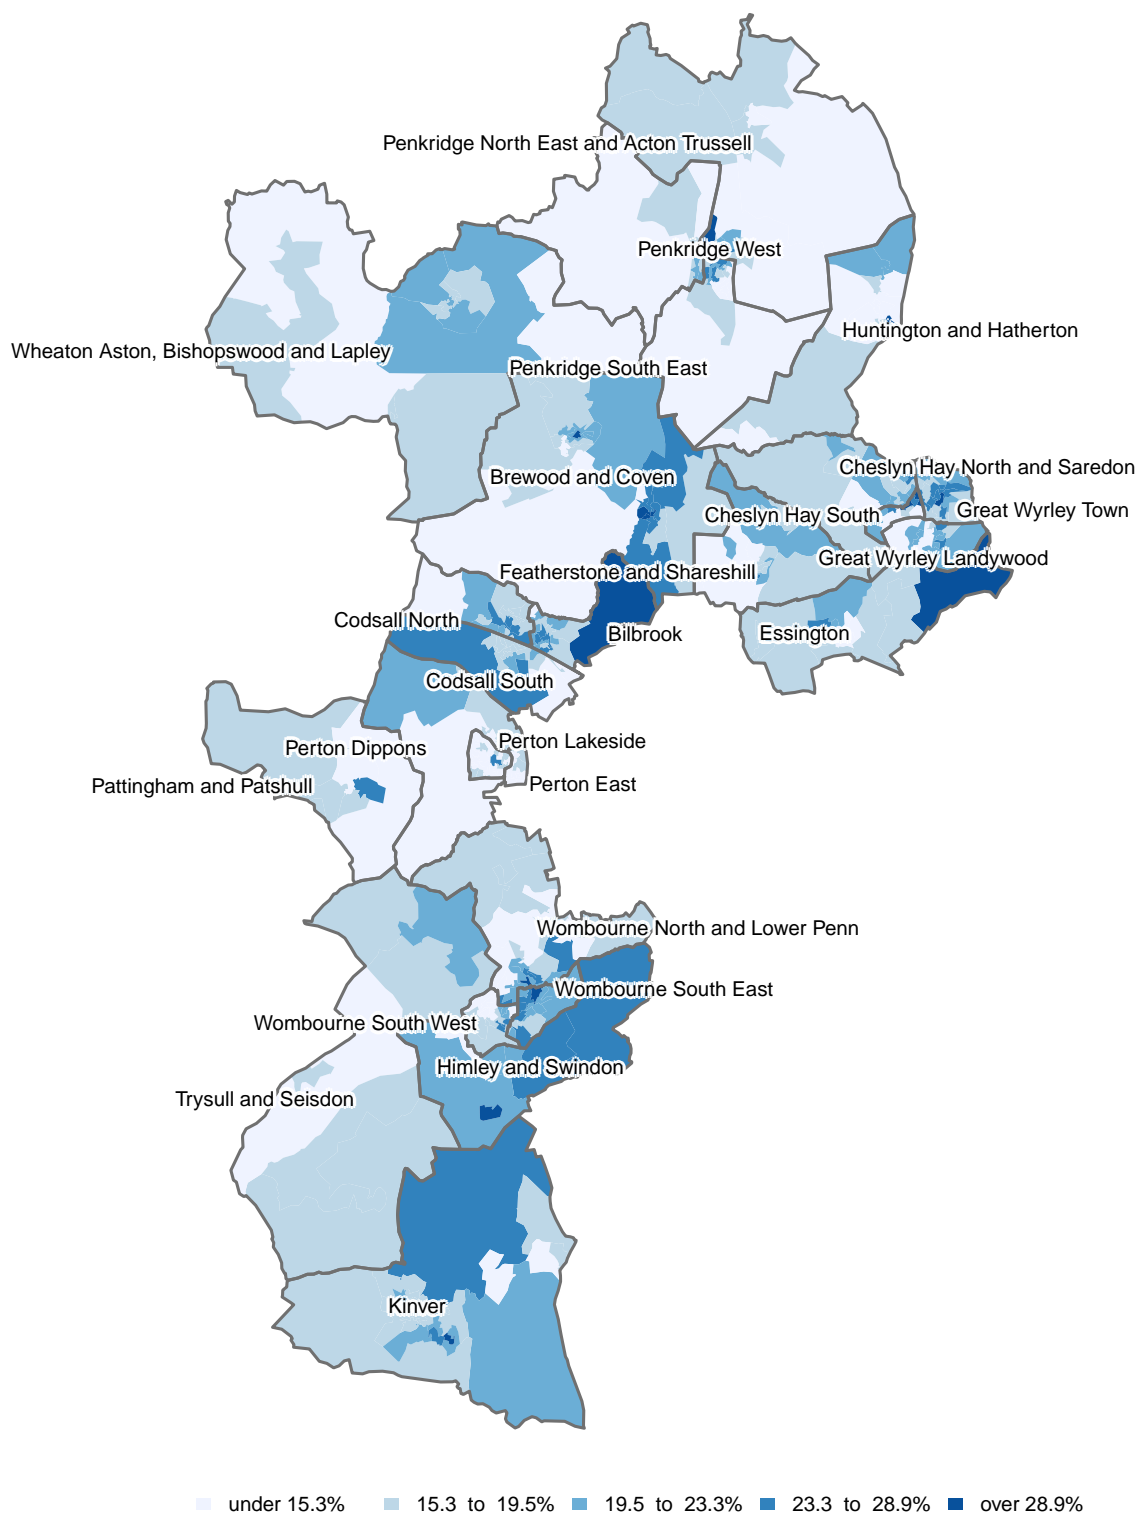 Penkridge North East and Acton Trussell
Penkridge West
Huntington and Hatherton
Wheaton Aston, Bishopswood and Lapley
Penkridge South East
Cheslyn Hay North and Saredon
Brewood and Coven
Great Wyrley Town
Cheslyn Hay South
Great Wyrley Landywood
Featherstone and Shareshill
Codsall North
Bilbrook
Essington
Codsall South
Perton Lakeside
Perton Dippons
Perton East
Pattingham and Patshull
Wombourne North and Lower Penn
Wombourne South East
Wombourne South West
Himley and Swindon
Trysull and Seisdon
Kinver
under 15.3% 15.3 to 19.5% 19.5 to 23.3% 23.3 to 28.9% over 28.9%